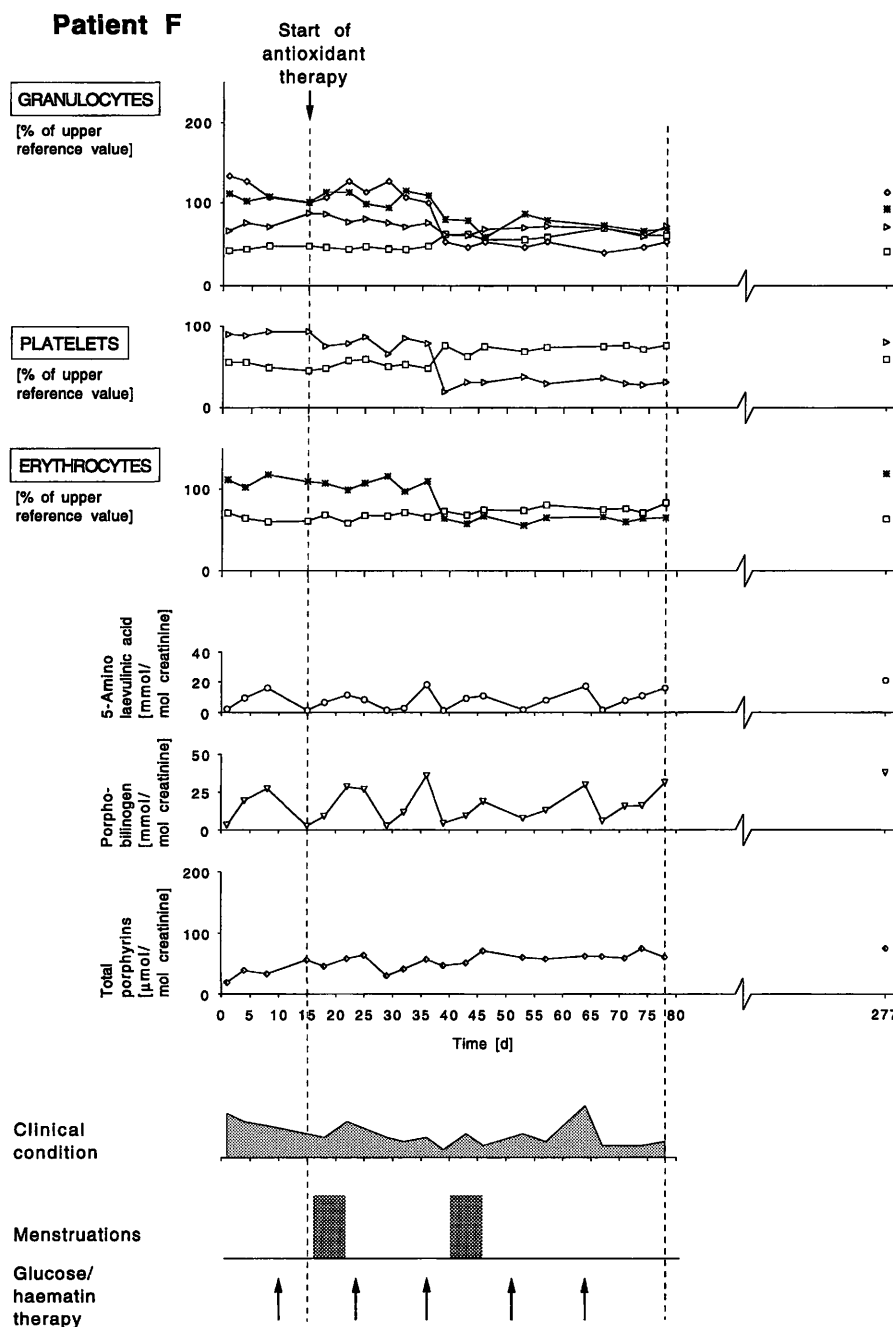 Patient F
Start of
antioxidant
therapy
GRANULOCYTES
[% of upper
reference value]
200
100
0
PLATELETS
[% of upper
reference value]
100
0
ERYTHROCYTES
[% of upper
reference value]
100
0
5-Amino
laevulinic acid
[mmol/
mol creatinine]
40
20
0
Porpho-
bilinogen
[mmol/
mol creatinine]
50
25
0
Total
porphyrins
[µmol/
mol creatinine]
200
100
0
0 5 10 15 20 25 30 35 40 45 50 55 60 65 70 75 80 277
Time [d]
Clinical
condition
Menstruations
Glucose/
haematin
therapy